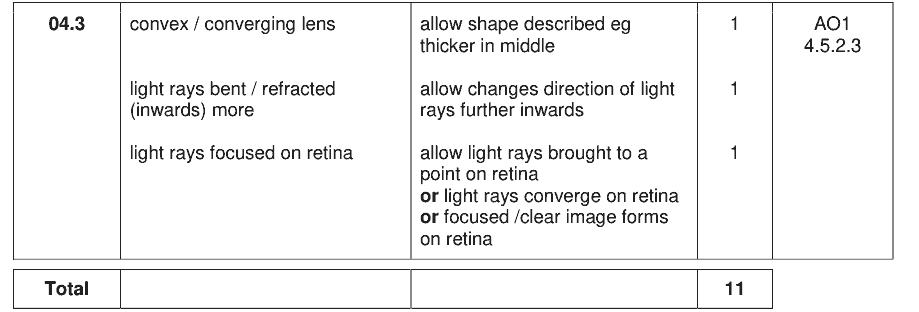 04.3 convex / converging lens allow shape described eg 1 AO1
thicker in middle 4.5.2.3
light rays bent / refracted allow changes direction of light 1
(inwards) more rays further inwards
light rays focused on retina allow light rays brought to a 1
point on retina
or light rays converge on retina
or focused /clear image forms
on retina
Total 11